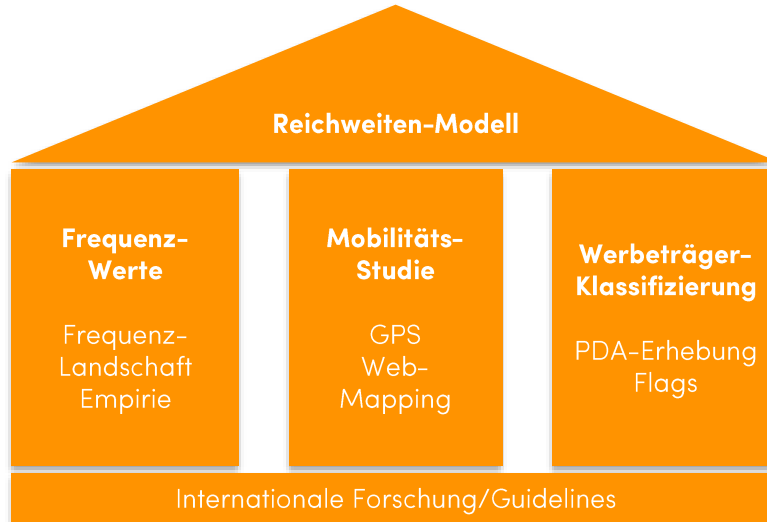 Reichweiten-Modell
Frequenz-
Werte
Frequenz-
Landschaft
Empirie
Mobilitäts-
Studie
GPS
Web-
Mapping
Werbeträger-
Klassifizierung
PDA-Erhebung
Flags
Internationale Forschung/Guidelines